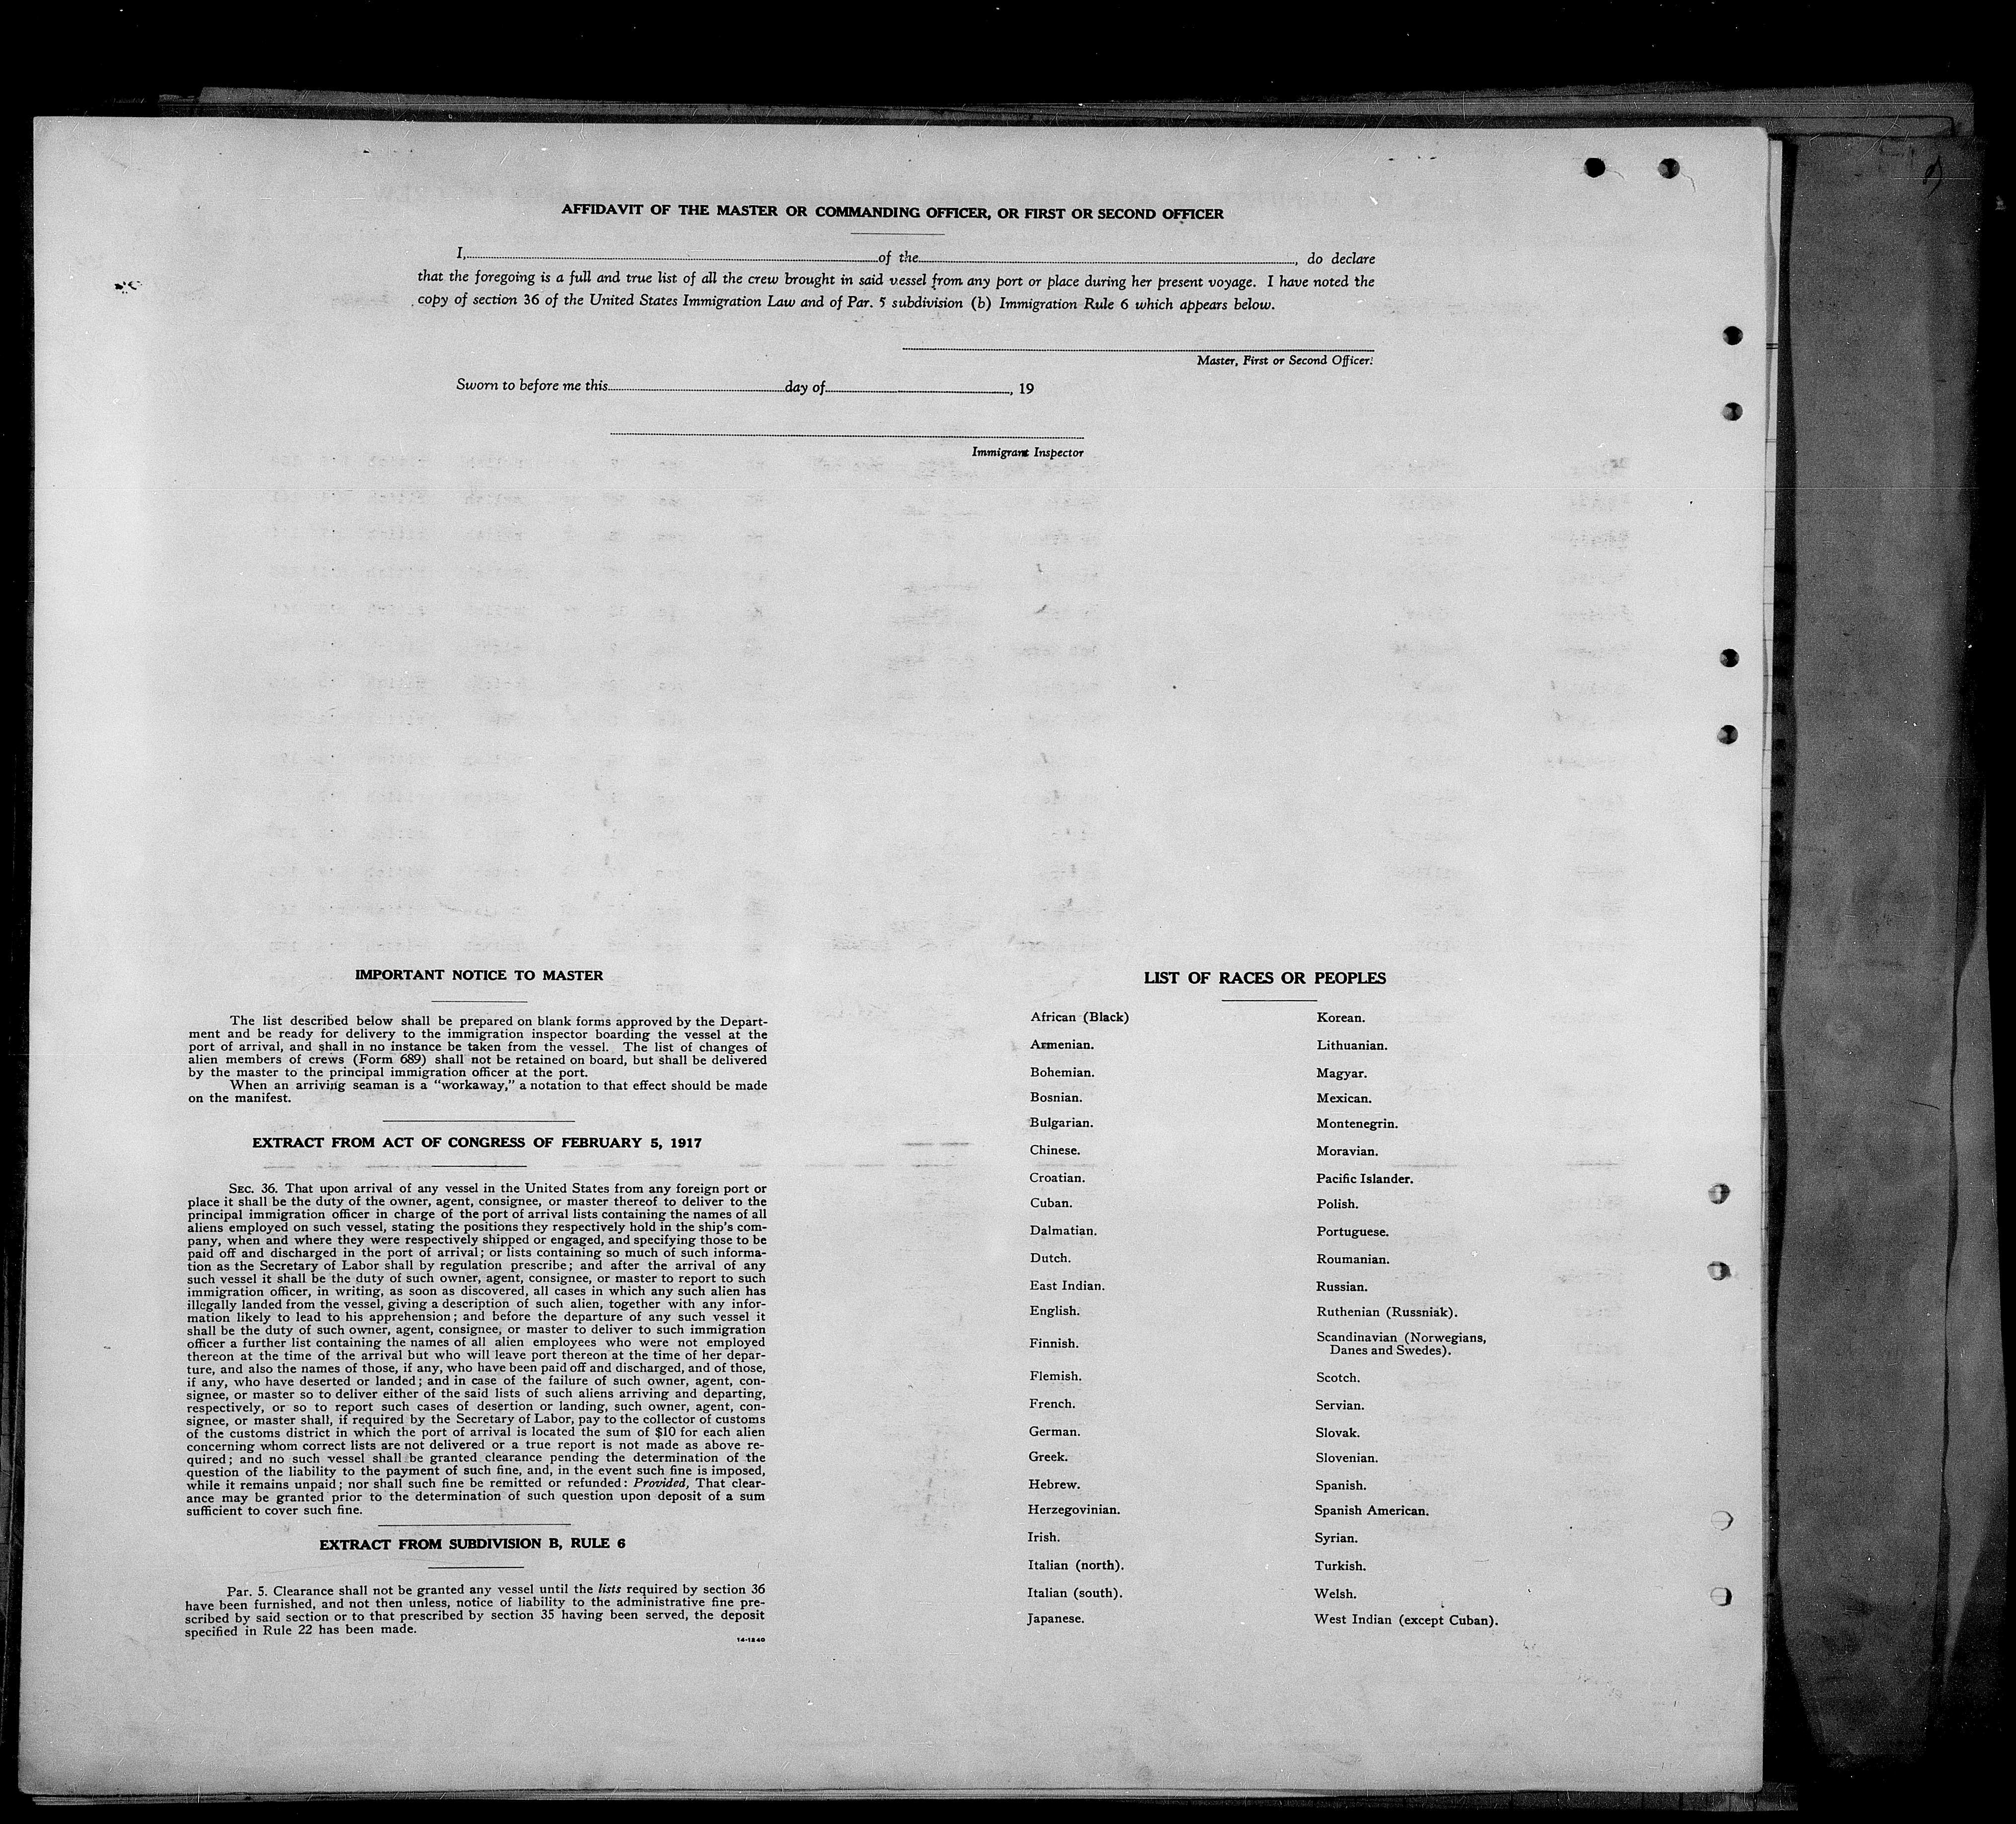 AFFIDAVIT OF THE MASTER OR COMMANDING OFFICER, OR FIRST OR SECOND OFFICER
I, of the , do declare
that the foregoing is a full and true list of all the crew brought in said vessel from any port or place during her present voyage. I have noted the
copy of section 36 of the United States Immigration Law and of Par. 5 subdivision (b) Immigration Rule 6 which appears below.
Master, First or Second Officer.
Sworn to before me this day of , 19
Immigrant Inspector
IMPORTANT NOTICE TO MASTER
The list described below shall be prepared on blank forms approved by the Depart-
ment and be ready for delivery to the immigration inspector boarding the vessel at the
port of arrival, and shall in no instance be taken from the vessel. The list of changes of
alien members of crews (Form 689) shall not be retained on board, but shall be delivered
by the master to the principal immigration officer at the port.
When an arriving seaman is a "workaway," a notation to that effect should be made
on the manifest.
EXTRACT FROM ACT OF CONGRESS OF FEBRUARY 5, 1917
SEC. 36. That upon arrival of any vessel in the United States from any foreign port or
place it shall be the duty of the owner, agent, consignee, or master thereof to deliver to the
principal immigration officer in charge of the port of arrival lists containing the names of all
aliens employed on such vessel, stating the positions they respectively hold in the ship's com-
pany, when and where they were respectively shipped or engaged, and specifying those to be
paid off and discharged in the port of arrival; or lists containing so much of such informa-
tion as the Secretary of Labor shall by regulation prescribe; and after the arrival of any
such vessel it shall be the duty of such owner, agent, consignee, or master to report to such
immigration officer, in writing, as soon as discovered, all cases in which any such alien has
illegally landed from the vessel, giving a description of such alien, together with any infor-
mation likely to lead to his apprehension; and before the departure of any such vessel it
shall be the duty of such owner, agent, consignee, or master to deliver to such immigration
officer a further list containing the names of all alien employees who were not employed
thereon at the time of the arrival but who will leave port thereon at the time of her depar-
ture, and also the names of those, if any, who have been paid off and discharged, and of those,
if any, who have deserted or landed; and in case of the failure of such owner, agent, con-
signee, or master so to deliver either of the said lists of such aliens arriving and departing,
respectively, or so to report such cases of desertion or landing, such owner, agent, con-
signee, or master shall, if required by the Secretary of Labor, pay to the collector of customs
of the customs district in which the port of arrival is located the sum of $10 for each alien
concerning whom correct lists are not delivered or a true report is not made as above re-
quired; and no such vessel shall be granted clearance pending the determination of the
question of the liability to the payment of such fine, and, in the event such fine is imposed,
while it remains unpaid; nor shall such fine be remitted or refunded: Provided, That clear-
ance may be granted prior to the determination of such question upon deposit of a sum
sufficient to cover such fine.
EXTRACT FROM SUBDIVISION B, RULE 6
Par. 5. Clearance shall not be granted any vessel until the lists required by section 36
have been furnished, and not then unless, notice of liability to the administrative fine pre-
scribed by said section or to that prescribed by section 35 having been served, the deposit
specified in Rule 22 has been made.
14-1240
LIST OF RACES OR PEOPLES
African (Black)
Armenian.
Bohemian.
Bosnian.
Bulgarian.
Chinese.
Croatian.
Cuban.
Dalmatian.
Dutch.
East Indian.
English.
Finnish.
Flemish.
French.
German.
Greek.
Hebrew.
Herzegovinian.
Irish.
Italian (north).
Italian (south).
Japanese.
Korean.
Lithuanian.
Magyar.
Mexican.
Montenegrin.
Moravian.
Pacific Islander.
Polish.
Portuguese.
Roumanian.
Russian.
Ruthenian (Russniak).
Scandinavian (Norwegians,
Danes and Swedes).
Scotch.
Servian.
Slovak.
Slovenian.
Spanish.
Spanish American.
Syrian.
Turkish.
Welsh.
West Indian (except Cuban).